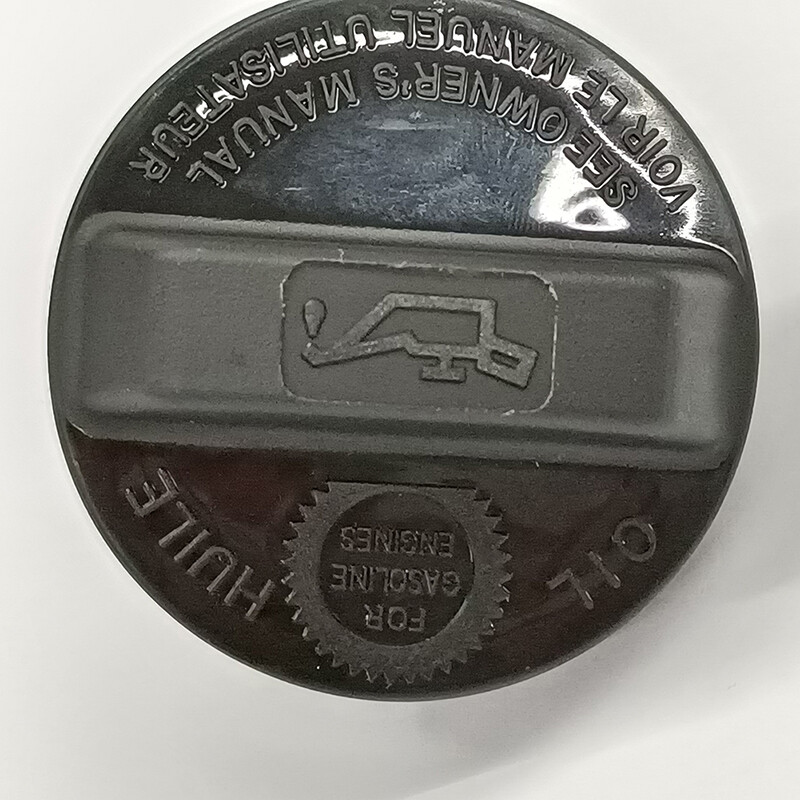 OIL
FOR
GASOLINE
ENGINES
HUILE
SEE OWNER'S MANUAL
VOIR LE MANUEL UTILISATEUR